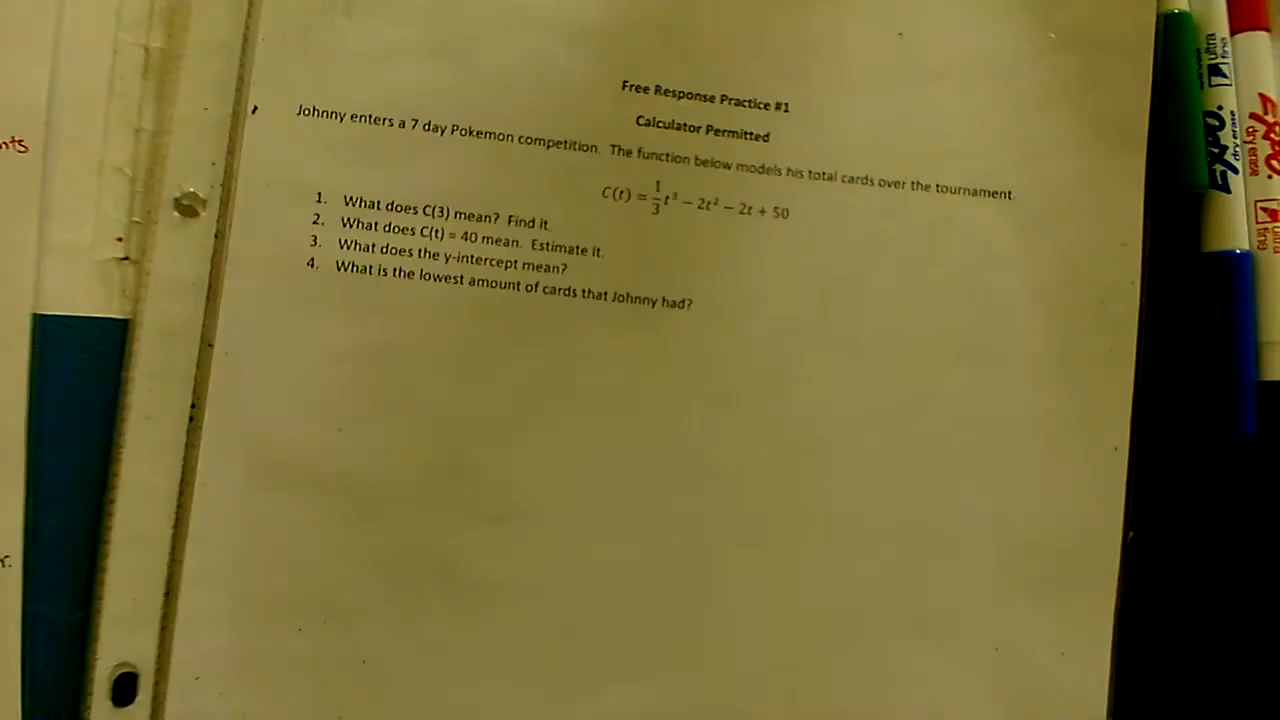 Free Response Practice #1
Calculator Permitted
Johnny enters a 7 day Pokemon competition. The function below models his total cards over the tournament.
C(t) = 1/3 t³ − 2t² − 2t + 50
1. What does C(3) mean? Find it.
2. What does C(t) = 40 mean. Estimate it.
3. What does the y-intercept mean?
4. What is the lowest amount of cards that Johnny had?
nts
r.
EXPO.
dry erase
ultra
fine
EXPO.
dry erase
ultra
fine